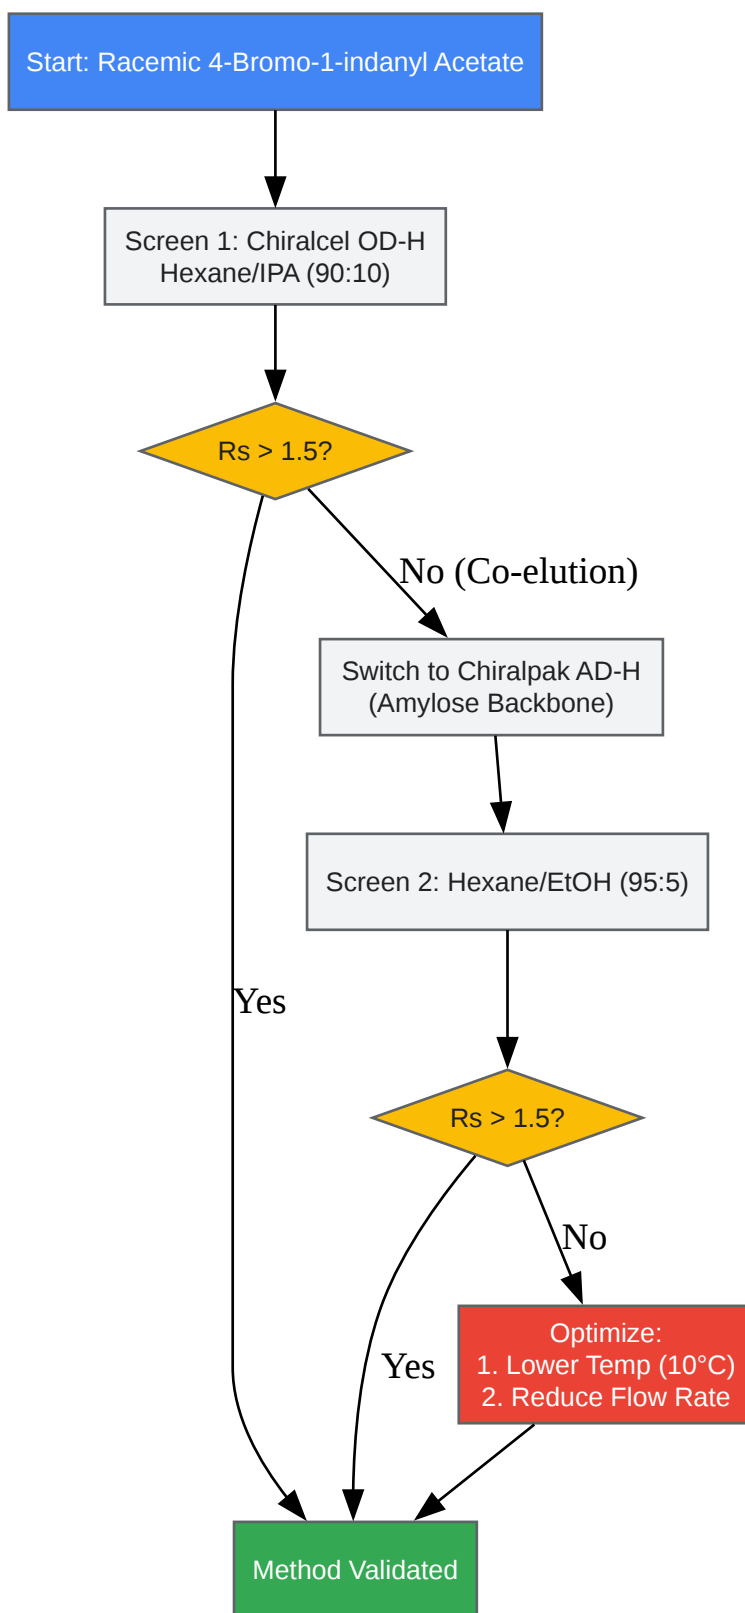 Start: Racemic 4-Bromo-1-indanyl Acetate
Screen 1: Chiralcel OD-H
Hexane/IPA (90:10)
Rs > 1.5?
No (Co-elution)
Switch to Chiralpak AD-H
(Amylose Backbone)
Screen 2: Hexane/EtOH (95:5)
Yes
Rs > 1.5?
No
Optimize:
1. Lower Temp (10°C)
2. Reduce Flow Rate
Yes
Method Validated